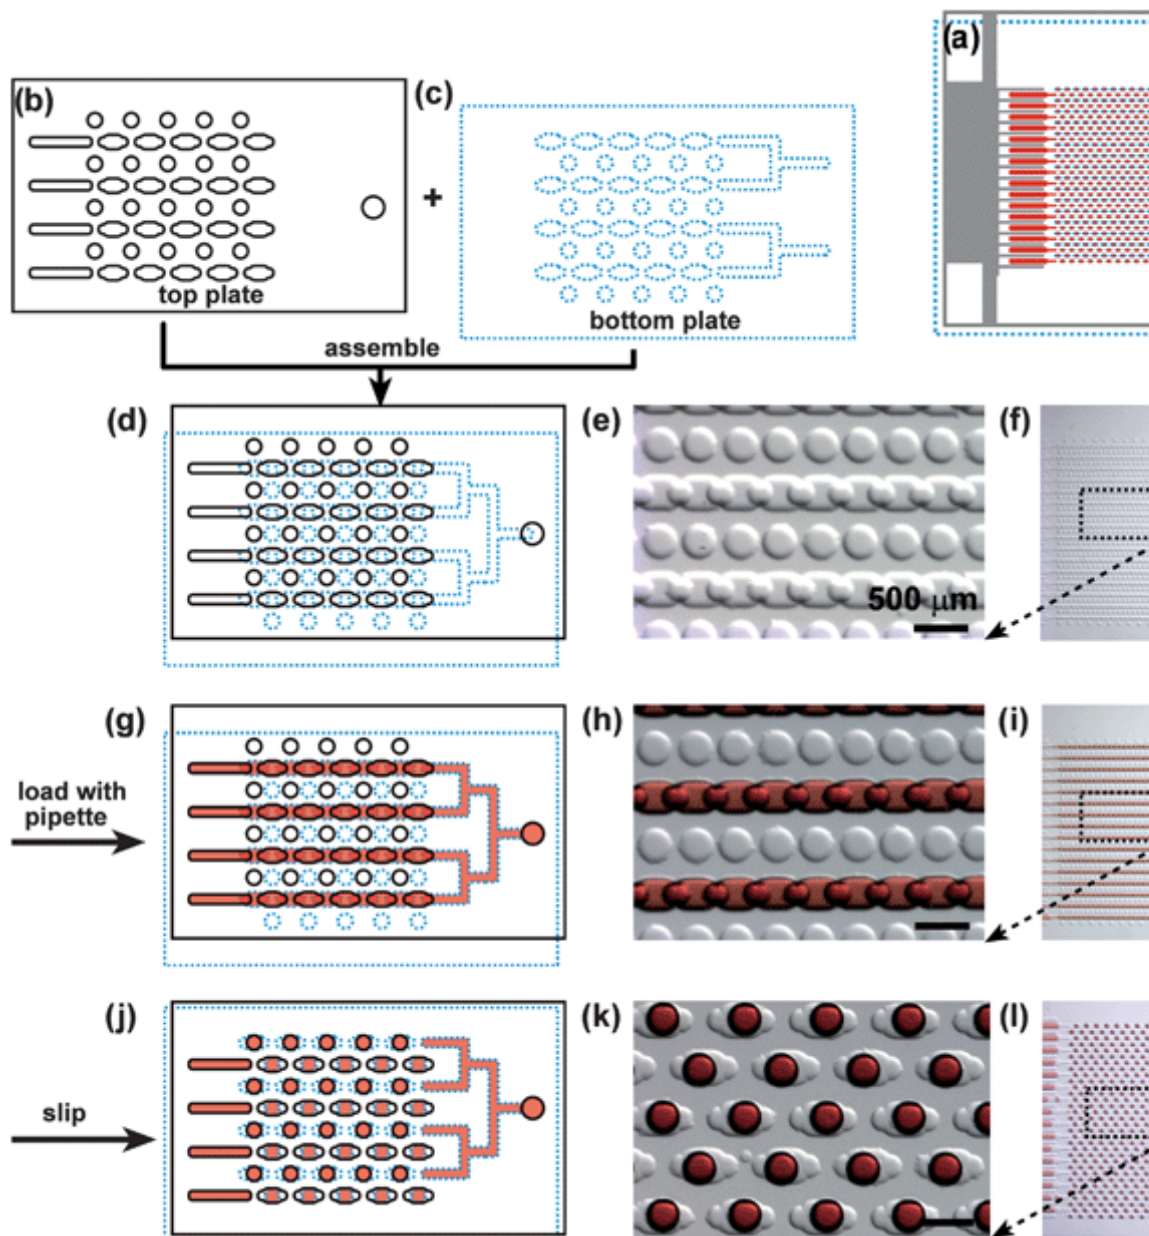 (a)
(b)
(c)
+
top plate
bottom plate
assemble
(d)
(e)
(f)
500 μm
(g)
(h)
(i)
load with
pipette
(j)
(k)
(l)
slip